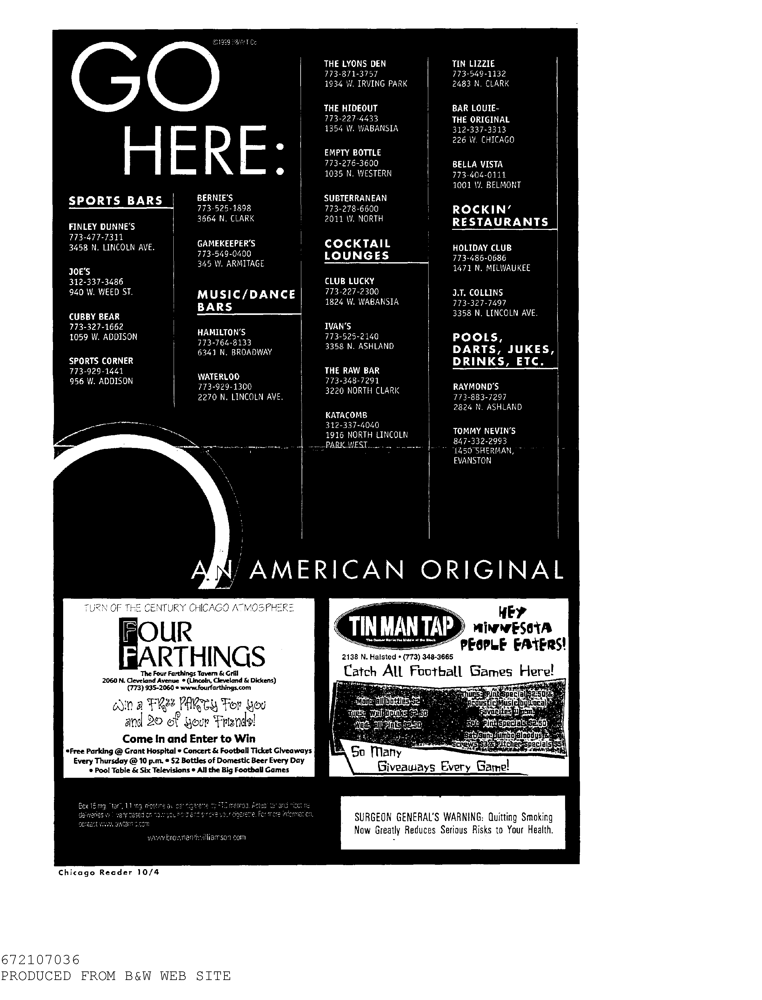 GO
HERE:
SPORTS BARS
FINLEY DUNNE'S
773-477-7311
3458 N. LINCOLN AVE.
JOE'S
312-337-3486
940 W. WEED ST.
CUBBY BEAR
773-327-1662
1059 W. ADDISON
SPORTS CORNER
773-929-1441
956 W. ADDISON
BERNIE'S
773-525-1898
3664 N. CLARK
GAMEKEEPER'S
773-549-0400
345 W. ARMITAGE
MUSIC/DANCE
BARS
HAMILTON'S
773-764-8133
6341 N. BROADWAY
WATERLOO
773-929-1300
2270 N. LINCOLN AVE.
THE LYONS DEN
773-871-3757
1934 W. IRVING PARK
THE HIDEOUT
773-227-4433
1354 W. WABANSIA
EMPTY BOTTLE
773-276-3600
1035 N. WESTERN
SUBTERRANEAN
773-278-6600
2011 W. NORTH
COCKTAIL
LOUNGES
CLUB LUCKY
773-227-2300
1824 W. WABANSIA
IVAN'S
773-525-2140
3358 N. ASHLAND
THE RAW BAR
773-348-7291
3220 NORTH CLARK
KATACOMB
312-337-4040
1916 NORTH LINCOLN
PARK WEST
TIN LIZZIE
773-549-1132
2483 N. CLARK
BAR LOUIE-
THE ORIGINAL
312-337-3313
226 W. CHICAGO
BELLA VISTA
773-404-0111
1001 W. BELMONT
ROCKIN'
RESTAURANTS
HOLIDAY CLUB
773-486-0686
1471 N. MILWAUKEE
J.T. COLLINS
773-327-7497
3358 N. LINCOLN AVE.
POOLS,
DARTS, JUKES,
DRINKS, ETC.
RAYMOND'S
773-883-7297
2824 N. ASHLAND
TOMMY NEVIN'S
847-332-2993
1450 SHERMAN,
EVANSTON
AN AMERICAN ORIGINAL
TURN OF THE CENTURY CHICAGO ATMOSPHERE
FOUR
FARTHINGS
The Four Farthings Tavern & Grill
2060 N. Cleveland Avenue • (Lincoln, Cleveland & Dickens)
(773) 935-2060 • www.fourfarthings.com
Win a FREE PARTY For you
and 20 of your Friends!
Come In and Enter to Win
•Free Parking @ Grant Hospital • Concert & Football Ticket Giveaways
Every Thursday @ 10 p.m. • $2 Bottles of Domestic Beer Every Day
• Pool Table & Six Televisions • All the Big Football Games
TIN MAN TAP
HEY
MINNESOTA
PEOPLE EATERS!
2138 N. Halsted • (773) 348-3665
Catch All Football Games Here!
So Many
Giveaways Every Game!
www.brownandwilliamson.com
SURGEON GENERAL'S WARNING: Quitting Smoking
Now Greatly Reduces Serious Risks to Your Health.
Chicago Reader 10/4
672107036
PRODUCED FROM B&W WEB SITE